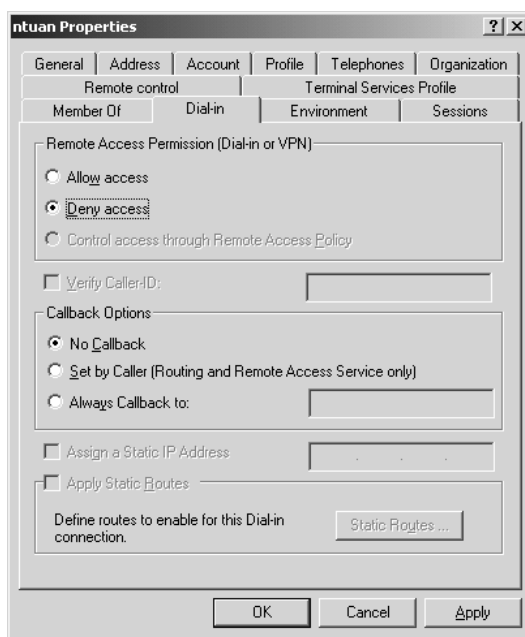 ntuan Properties
? X
General Address Account Profile Telephones Organization
Remote control Terminal Services Profile
Member Of Dial-in Environment Sessions
Remote Access Permission (Dial-in or VPN)
Allow access
Deny access
Control access through Remote Access Policy
Verify Caller-ID:
Callback Options
No Callback
Set by Caller (Routing and Remote Access Service only)
Always Callback to:
Assign a Static IP Address
. . .
Apply Static Routes
Define routes to enable for this Dial-in
connection.
Static Routes ...
OK Cancel Apply